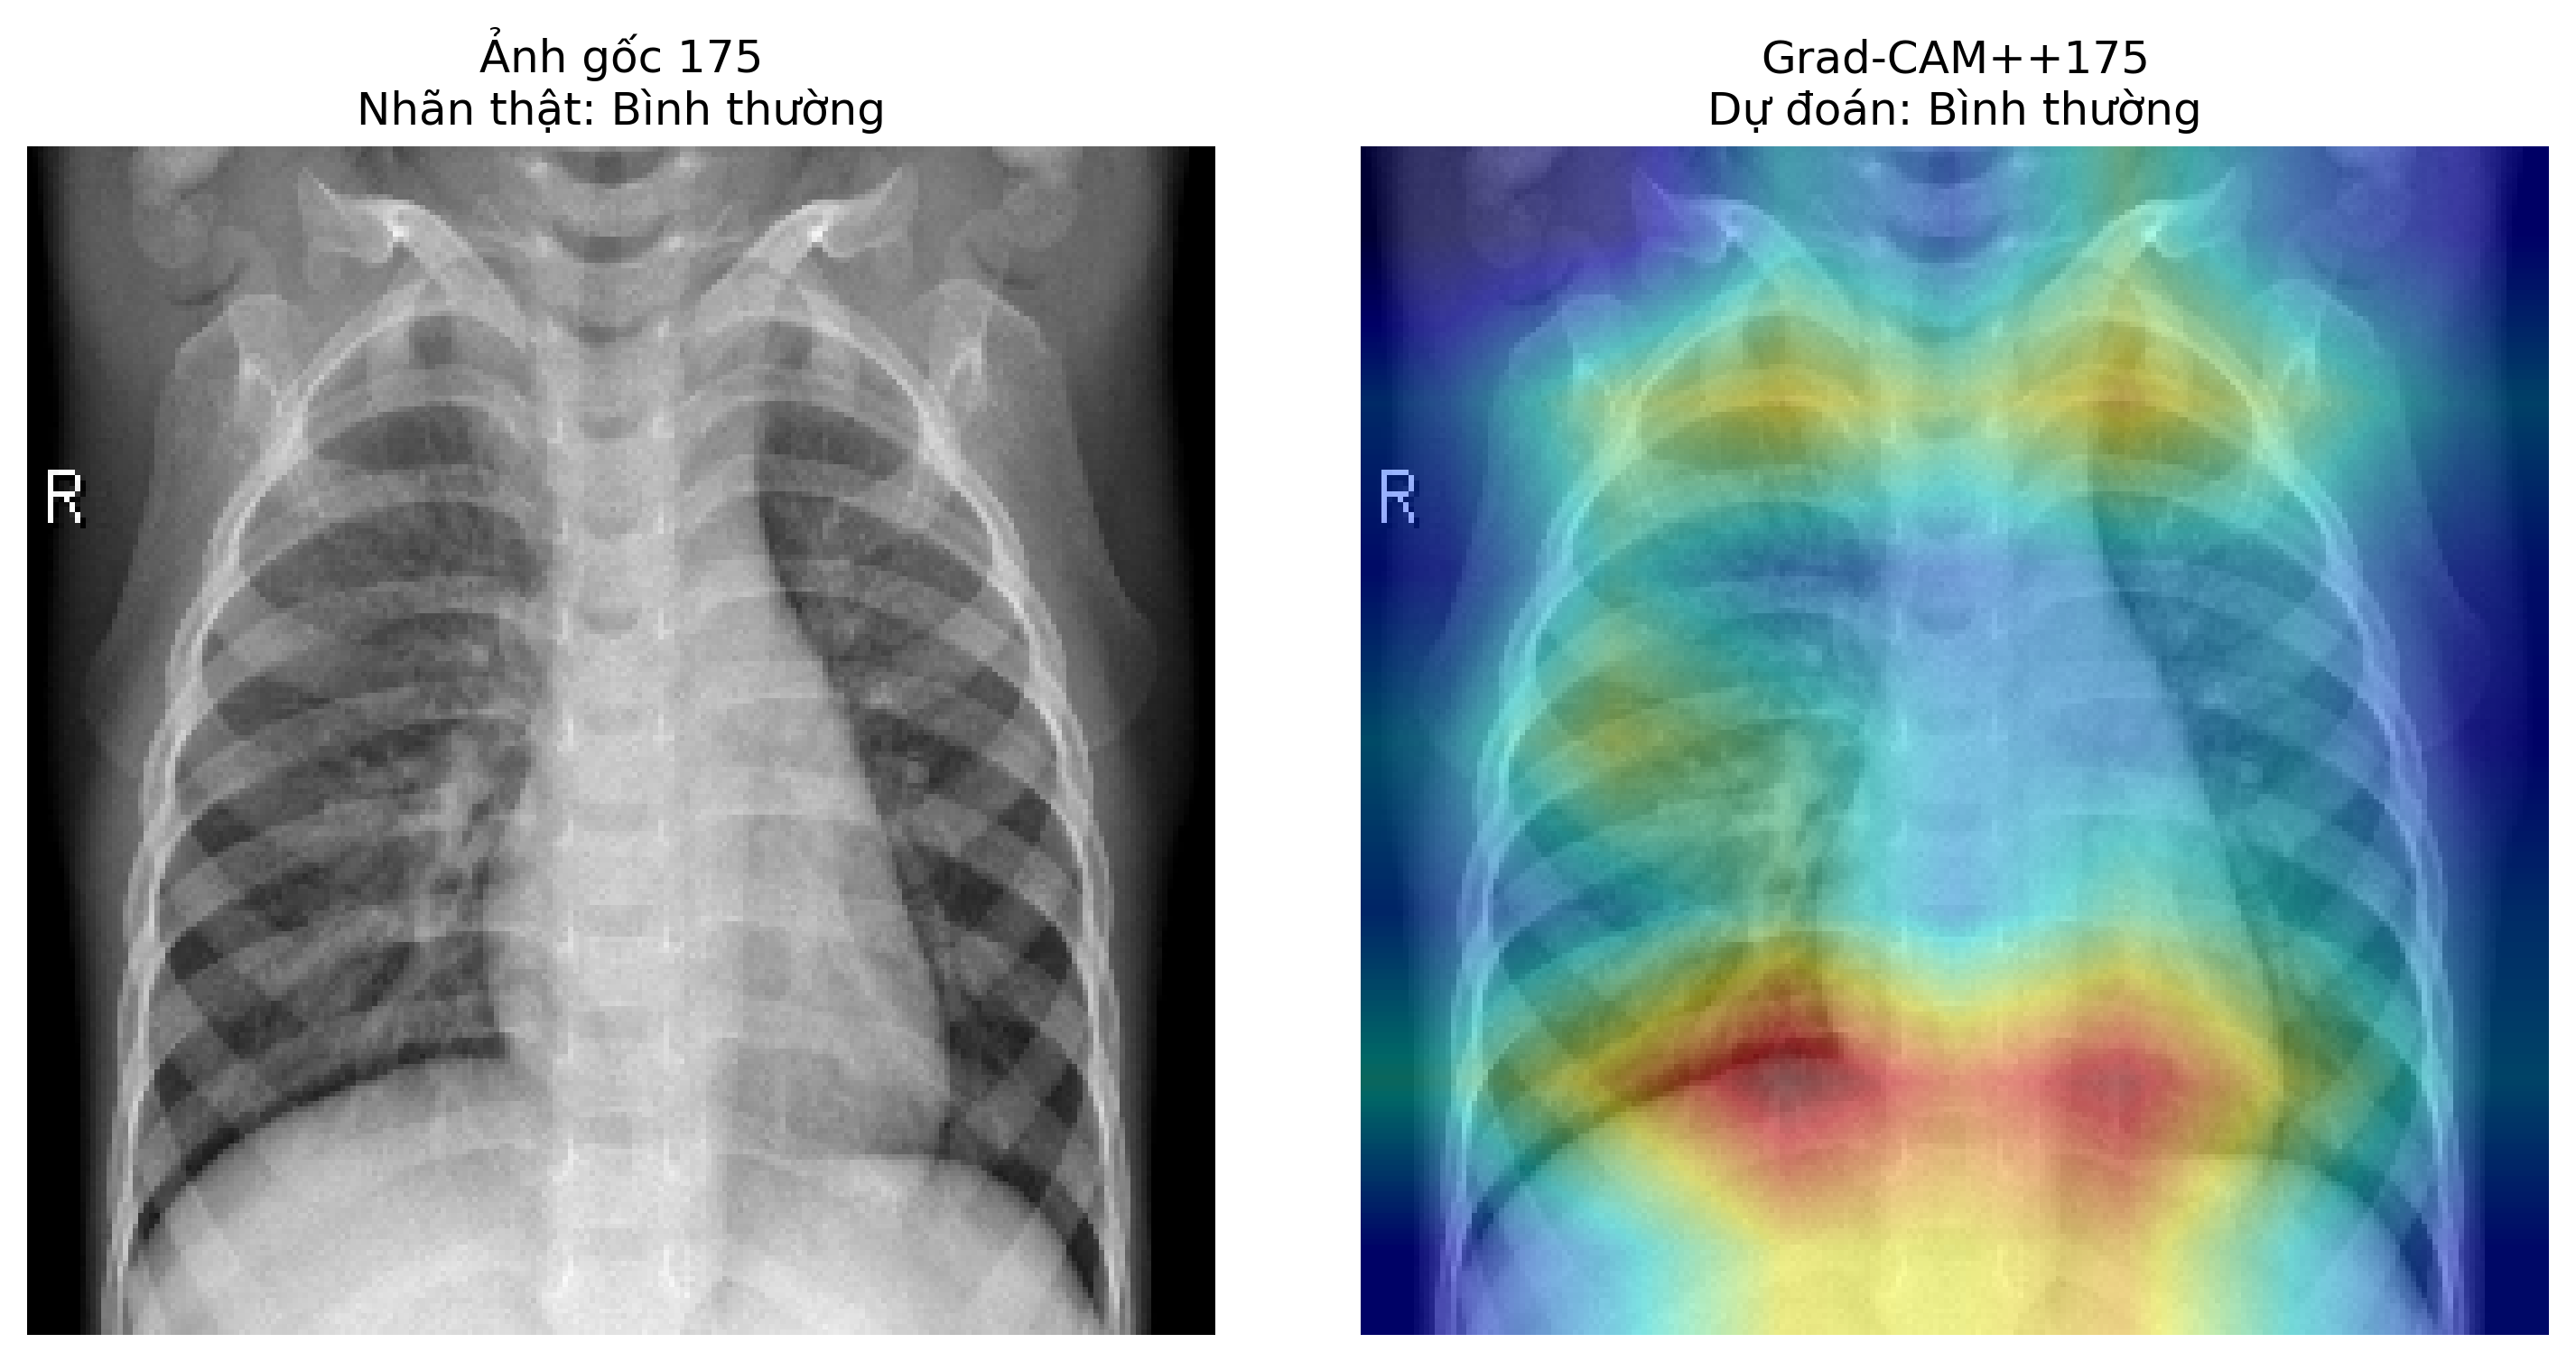 Ảnh gốc 175
Nhãn thật: Bình thường
Grad-CAM++175
Dự đoán: Bình thường
R
R